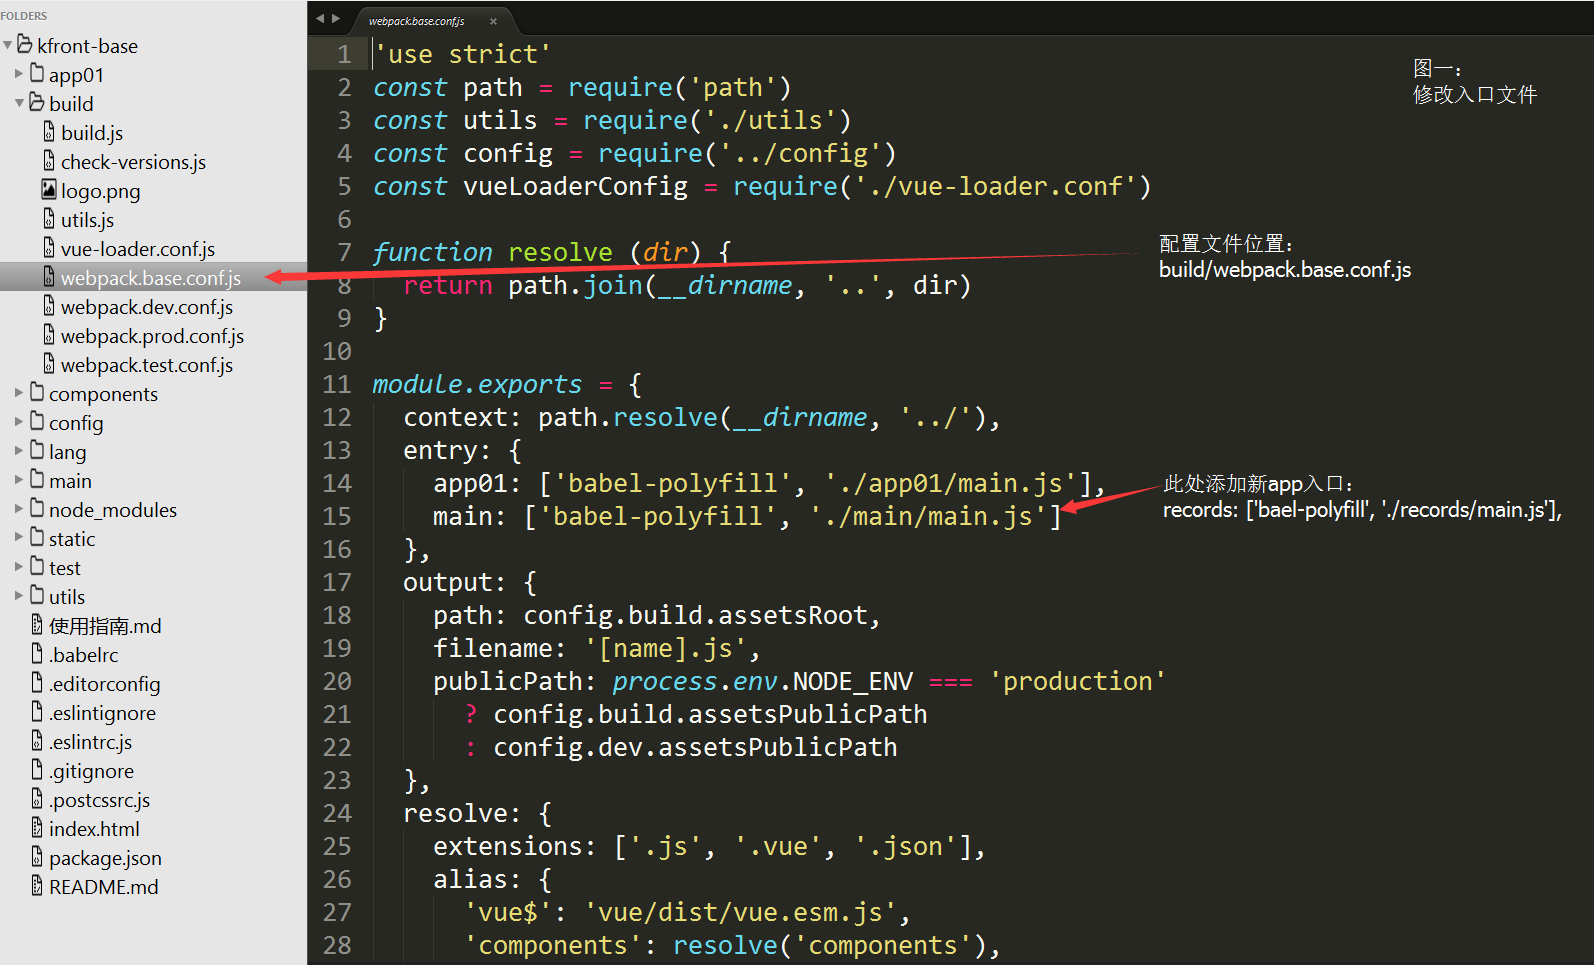 FOLDERS
kfront-base
app01
build
build.js
check-versions.js
logo.png
utils.js
vue-loader.conf.js
webpack.base.conf.js
webpack.dev.conf.js
webpack.prod.conf.js
webpack.test.conf.js
components
config
lang
main
node_modules
static
test
utils
使用指南.md
.babelrc
.editorconfig
.eslintignore
.eslintrc.js
.gitignore
.postcssrc.js
index.html
package.json
README.md
webpack.base.conf.js ×
1 'use strict'
2 const path = require('path')
3 const utils = require('./utils')
4 const config = require('../config')
5 const vueLoaderConfig = require('./vue-loader.conf')
6
7 function resolve (dir) {
8   return path.join(__dirname, '..', dir)
9 }
10
11 module.exports = {
12   context: path.resolve(__dirname, '../'),
13   entry: {
14     app01: ['babel-polyfill', './app01/main.js'],
15     main: ['babel-polyfill', './main/main.js']
16   },
17   output: {
18     path: config.build.assetsRoot,
19     filename: '[name].js',
20     publicPath: process.env.NODE_ENV === 'production'
21       ? config.build.assetsPublicPath
22       : config.dev.assetsPublicPath
23   },
24   resolve: {
25     extensions: ['.js', '.vue', '.json'],
26     alias: {
27       'vue$': 'vue/dist/vue.esm.js',
28       'components': resolve('components'),
图一：
修改入口文件
配置文件位置：
build/webpack.base.conf.js
此处添加新app入口：
records: ['bael-polyfill', './records/main.js'],